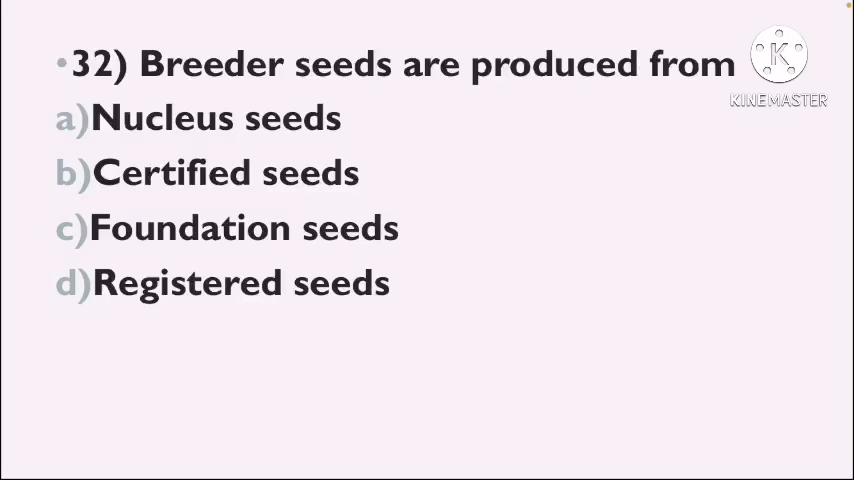 •32) Breeder seeds are produced from
a)Nucleus seeds
b)Certified seeds
c)Foundation seeds
d)Registered seeds
K
KINEMASTER